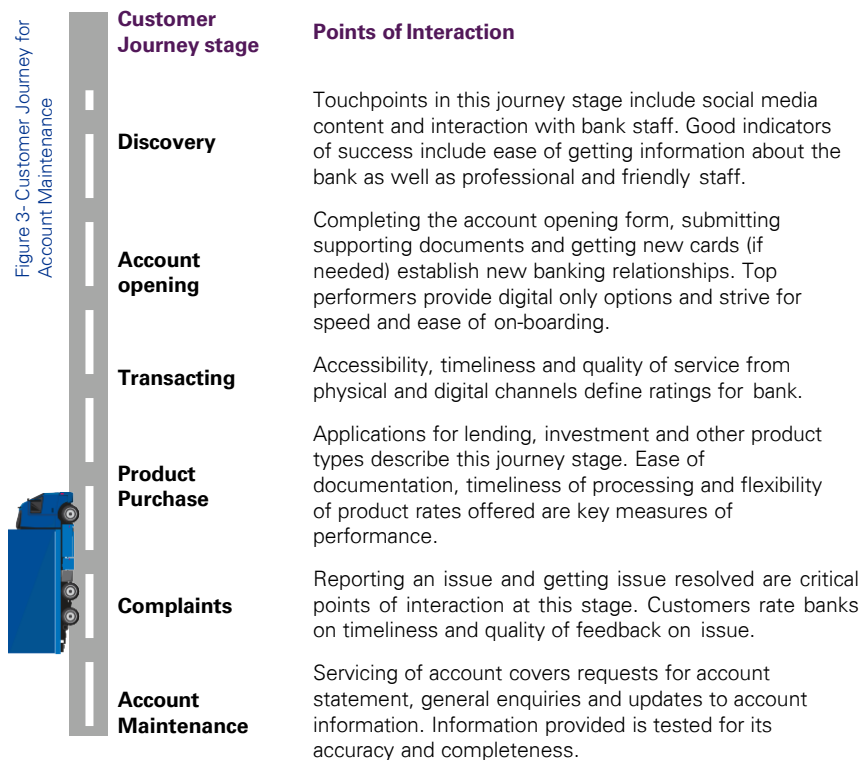 Figure 3- Customer Journey for
Account Maintenance
Customer
Journey stage
Points of Interaction
Discovery
Touchpoints in this journey stage include social media
content and interaction with bank staff. Good indicators
of success include ease of getting information about the
bank as well as professional and friendly staff.
Account
opening
Completing the account opening form, submitting
supporting documents and getting new cards (if
needed) establish new banking relationships. Top
performers provide digital only options and strive for
speed and ease of on-boarding.
Transacting
Accessibility, timeliness and quality of service from
physical and digital channels define ratings for bank.
Product
Purchase
Applications for lending, investment and other product
types describe this journey stage. Ease of
documentation, timeliness of processing and flexibility
of product rates offered are key measures of
performance.
Complaints
Reporting an issue and getting issue resolved are critical
points of interaction at this stage. Customers rate banks
on timeliness and quality of feedback on issue.
Account
Maintenance
Servicing of account covers requests for account
statement, general enquiries and updates to account
information. Information provided is tested for its
accuracy and completeness.